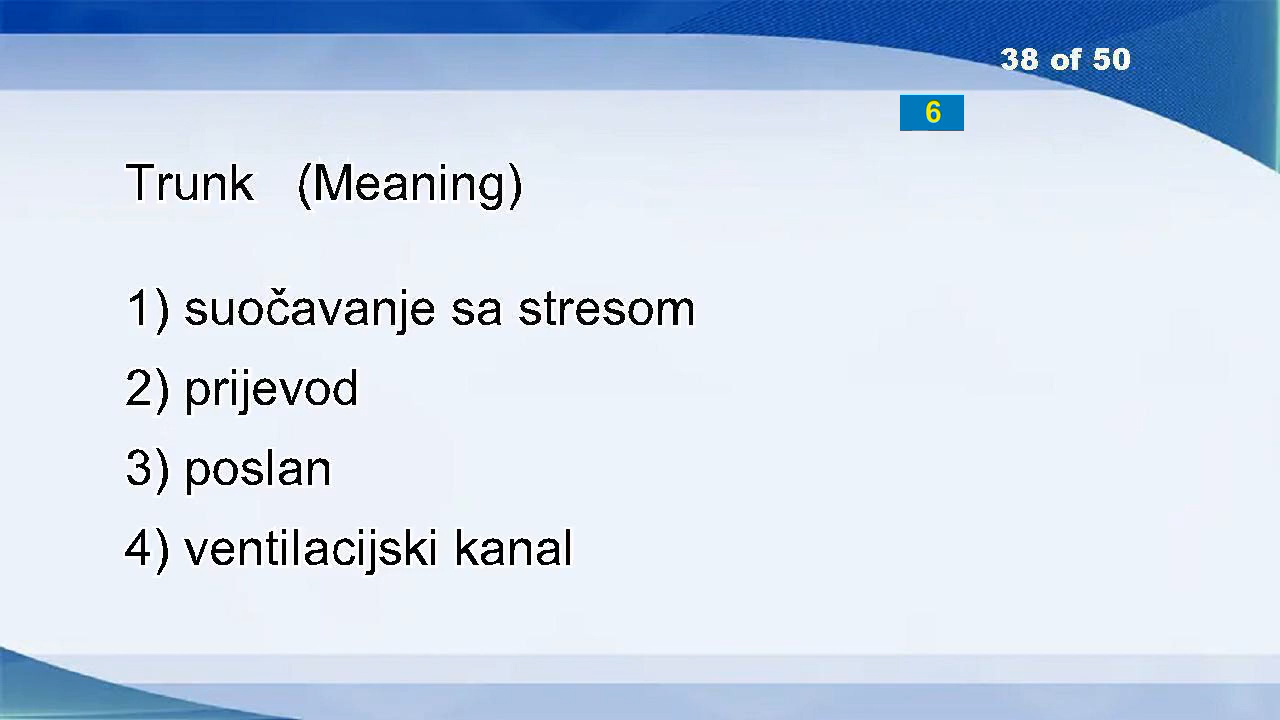 38 of 50
6
Trunk (Meaning)
1) suočavanje sa stresom
2) prijevod
3) poslan
4) ventilacijski kanal